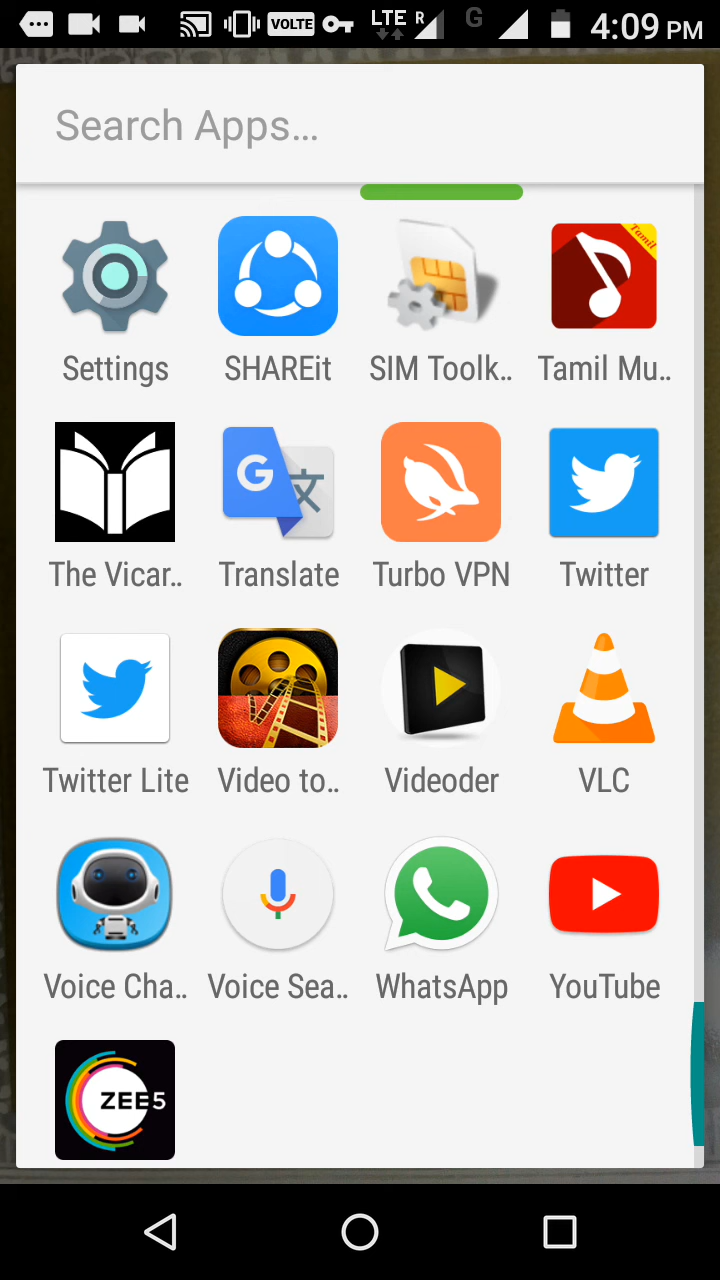 VOLTE LTE R G 4:09 PM
Search Apps...
Tamil
Settings SHAREit SIM Toolk.. Tamil Mu..
G 文
The Vicar.. Translate Turbo VPN Twitter
Twitter Lite Video to.. Videoder VLC
Voice Cha.. Voice Sea.. WhatsApp YouTube
ZEE5